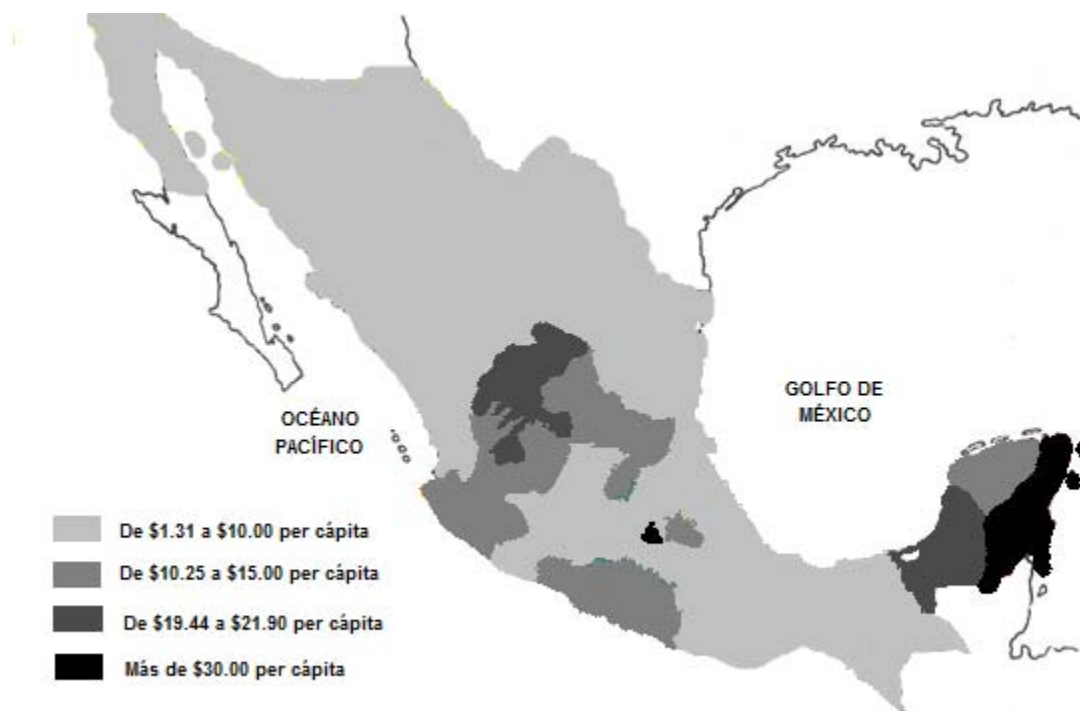 GOLFO DE
MÉXICO
OCÉANO
PACÍFICO
De $1.31 a $10.00 per cápita
De $10.25 a $15.00 per cápita
De $19.44 a $21.90 per cápita
Más de $30.00 per cápita